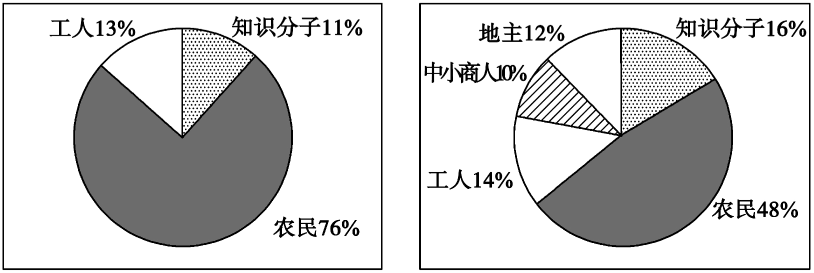 工人13%
知识分子11%
农民76%
地主12%
知识分子16%
中小商人10%
工人14%
农民48%